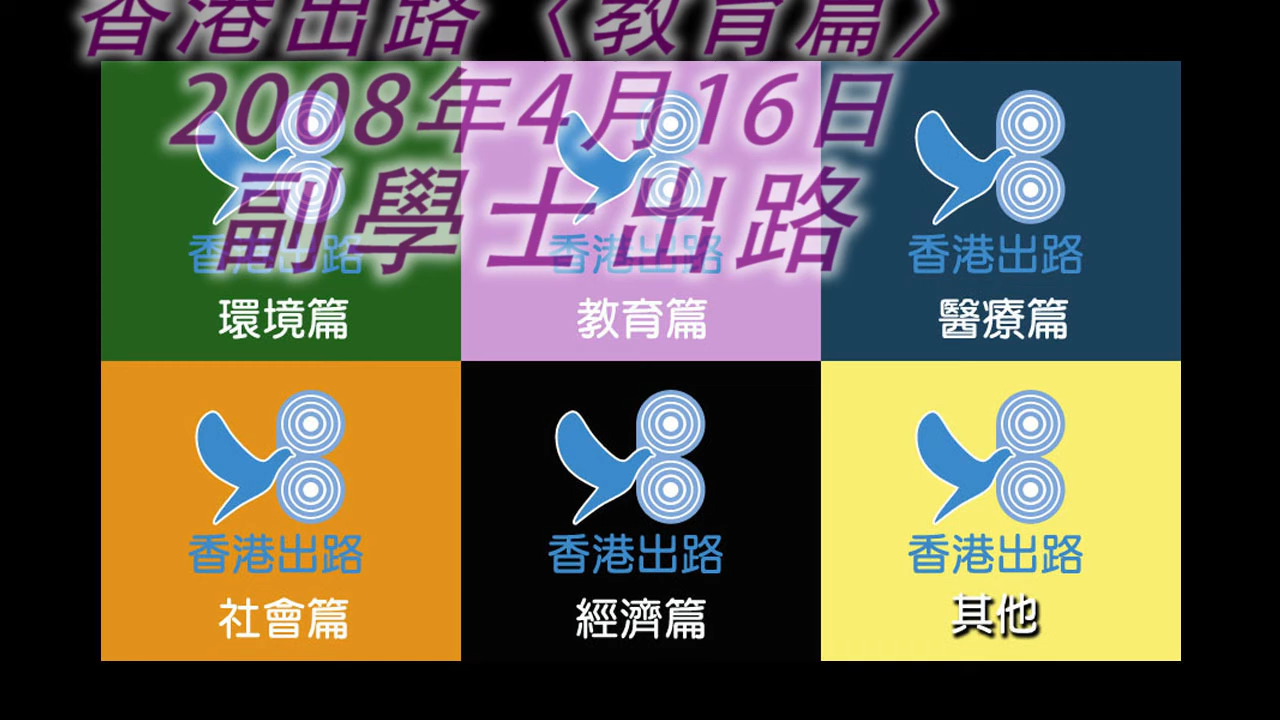 香港出路〈教育篇〉
2008年4月16日
副學士出路
香港出路
香港出路
香港出路
環境篇
教育篇
醫療篇
香港出路
香港出路
香港出路
社會篇
經濟篇
其他